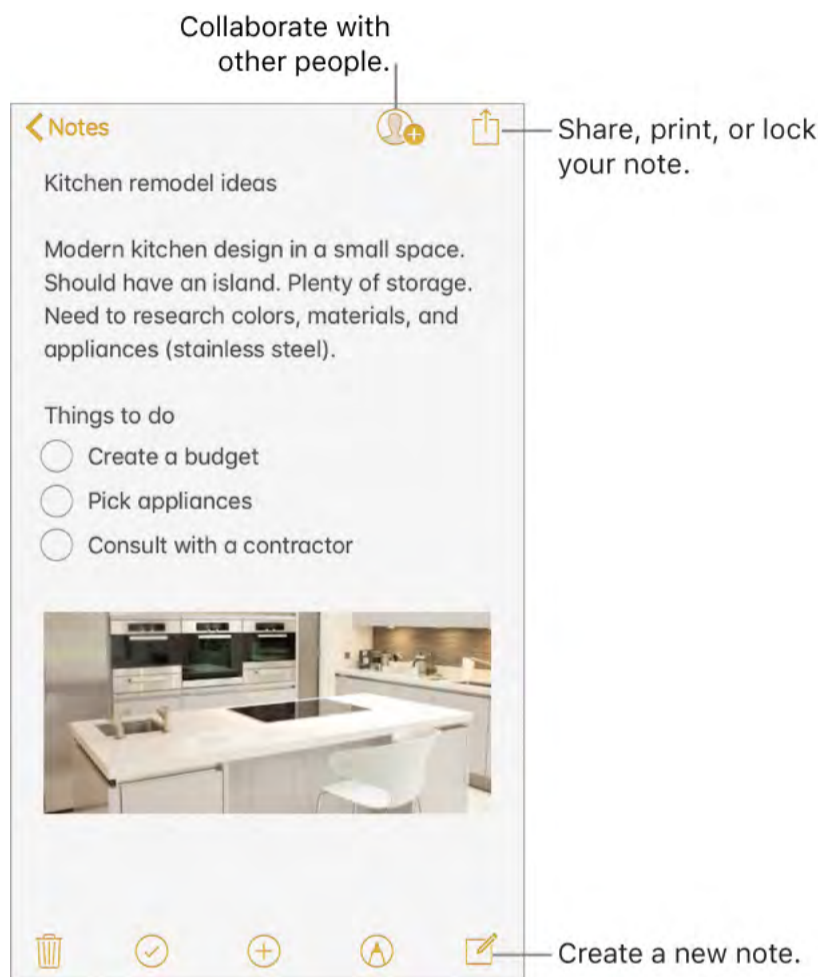 Collaborate with
other people.
Notes
Share, print, or lock
your note.
Kitchen remodel ideas
Modern kitchen design in a small space.
Should have an island. Plenty of storage.
Need to research colors, materials, and
appliances (stainless steel).
Things to do
Create a budget
Pick appliances
Consult with a contractor
Create a new note.